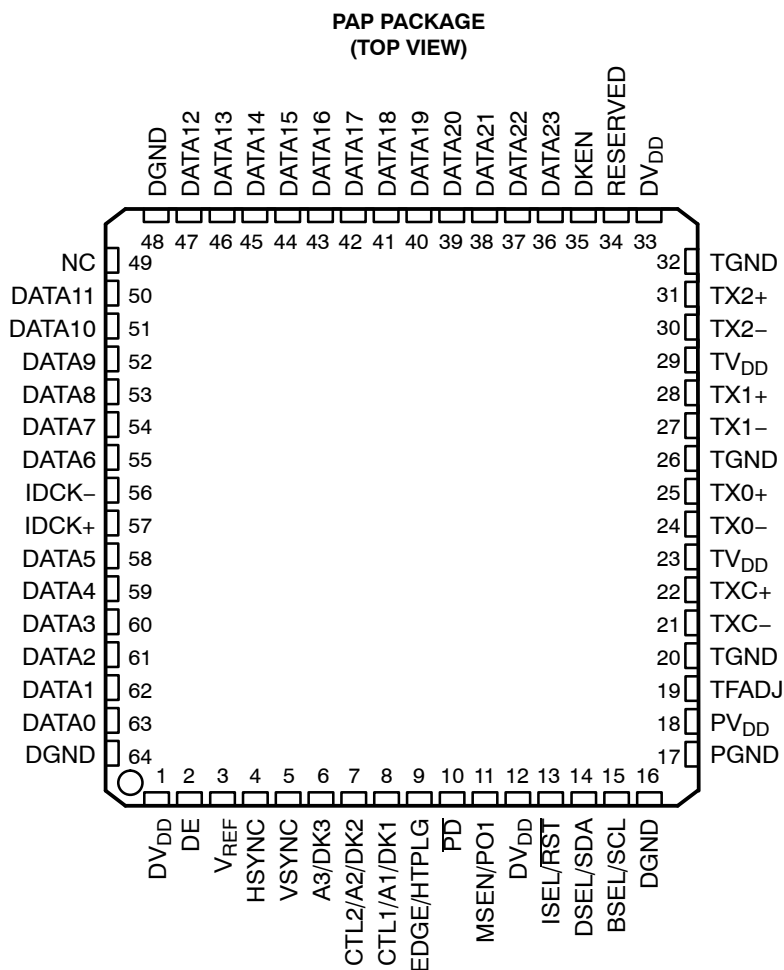 PAP PACKAGE
(TOP VIEW)
DGND
DATA12
DATA13
DATA14
DATA15
DATA16
DATA17
DATA18
DATA19
DATA20
DATA21
DATA22
DATA23
DKEN
RESERVED
DVDD
48 47 46 45 44 43 42 41 40 39 38 37 36 35 34 33
NC 49 32 TGND
DATA11 50 31 TX2+
DATA10 51 30 TX2−
DATA9 52 29 TVDD
DATA8 53 28 TX1+
DATA7 54 27 TX1−
DATA6 55 26 TGND
IDCK− 56 25 TX0+
IDCK+ 57 24 TX0−
DATA5 58 23 TVDD
DATA4 59 22 TXC+
DATA3 60 21 TXC−
DATA2 61 20 TGND
DATA1 62 19 TFADJ
DATA0 63 18 PVDD
DGND 64 17 PGND
1 2 3 4 5 6 7 8 9 10 11 12 13 14 15 16
DVDD
DE
VREF
HSYNC
VSYNC
A3/DK3
CTL2/A2/DK2
CTL1/A1/DK1
EDGE/HTPLG
PD
MSEN/PO1
DVDD
ISEL/RST
DSEL/SDA
BSEL/SCL
DGND